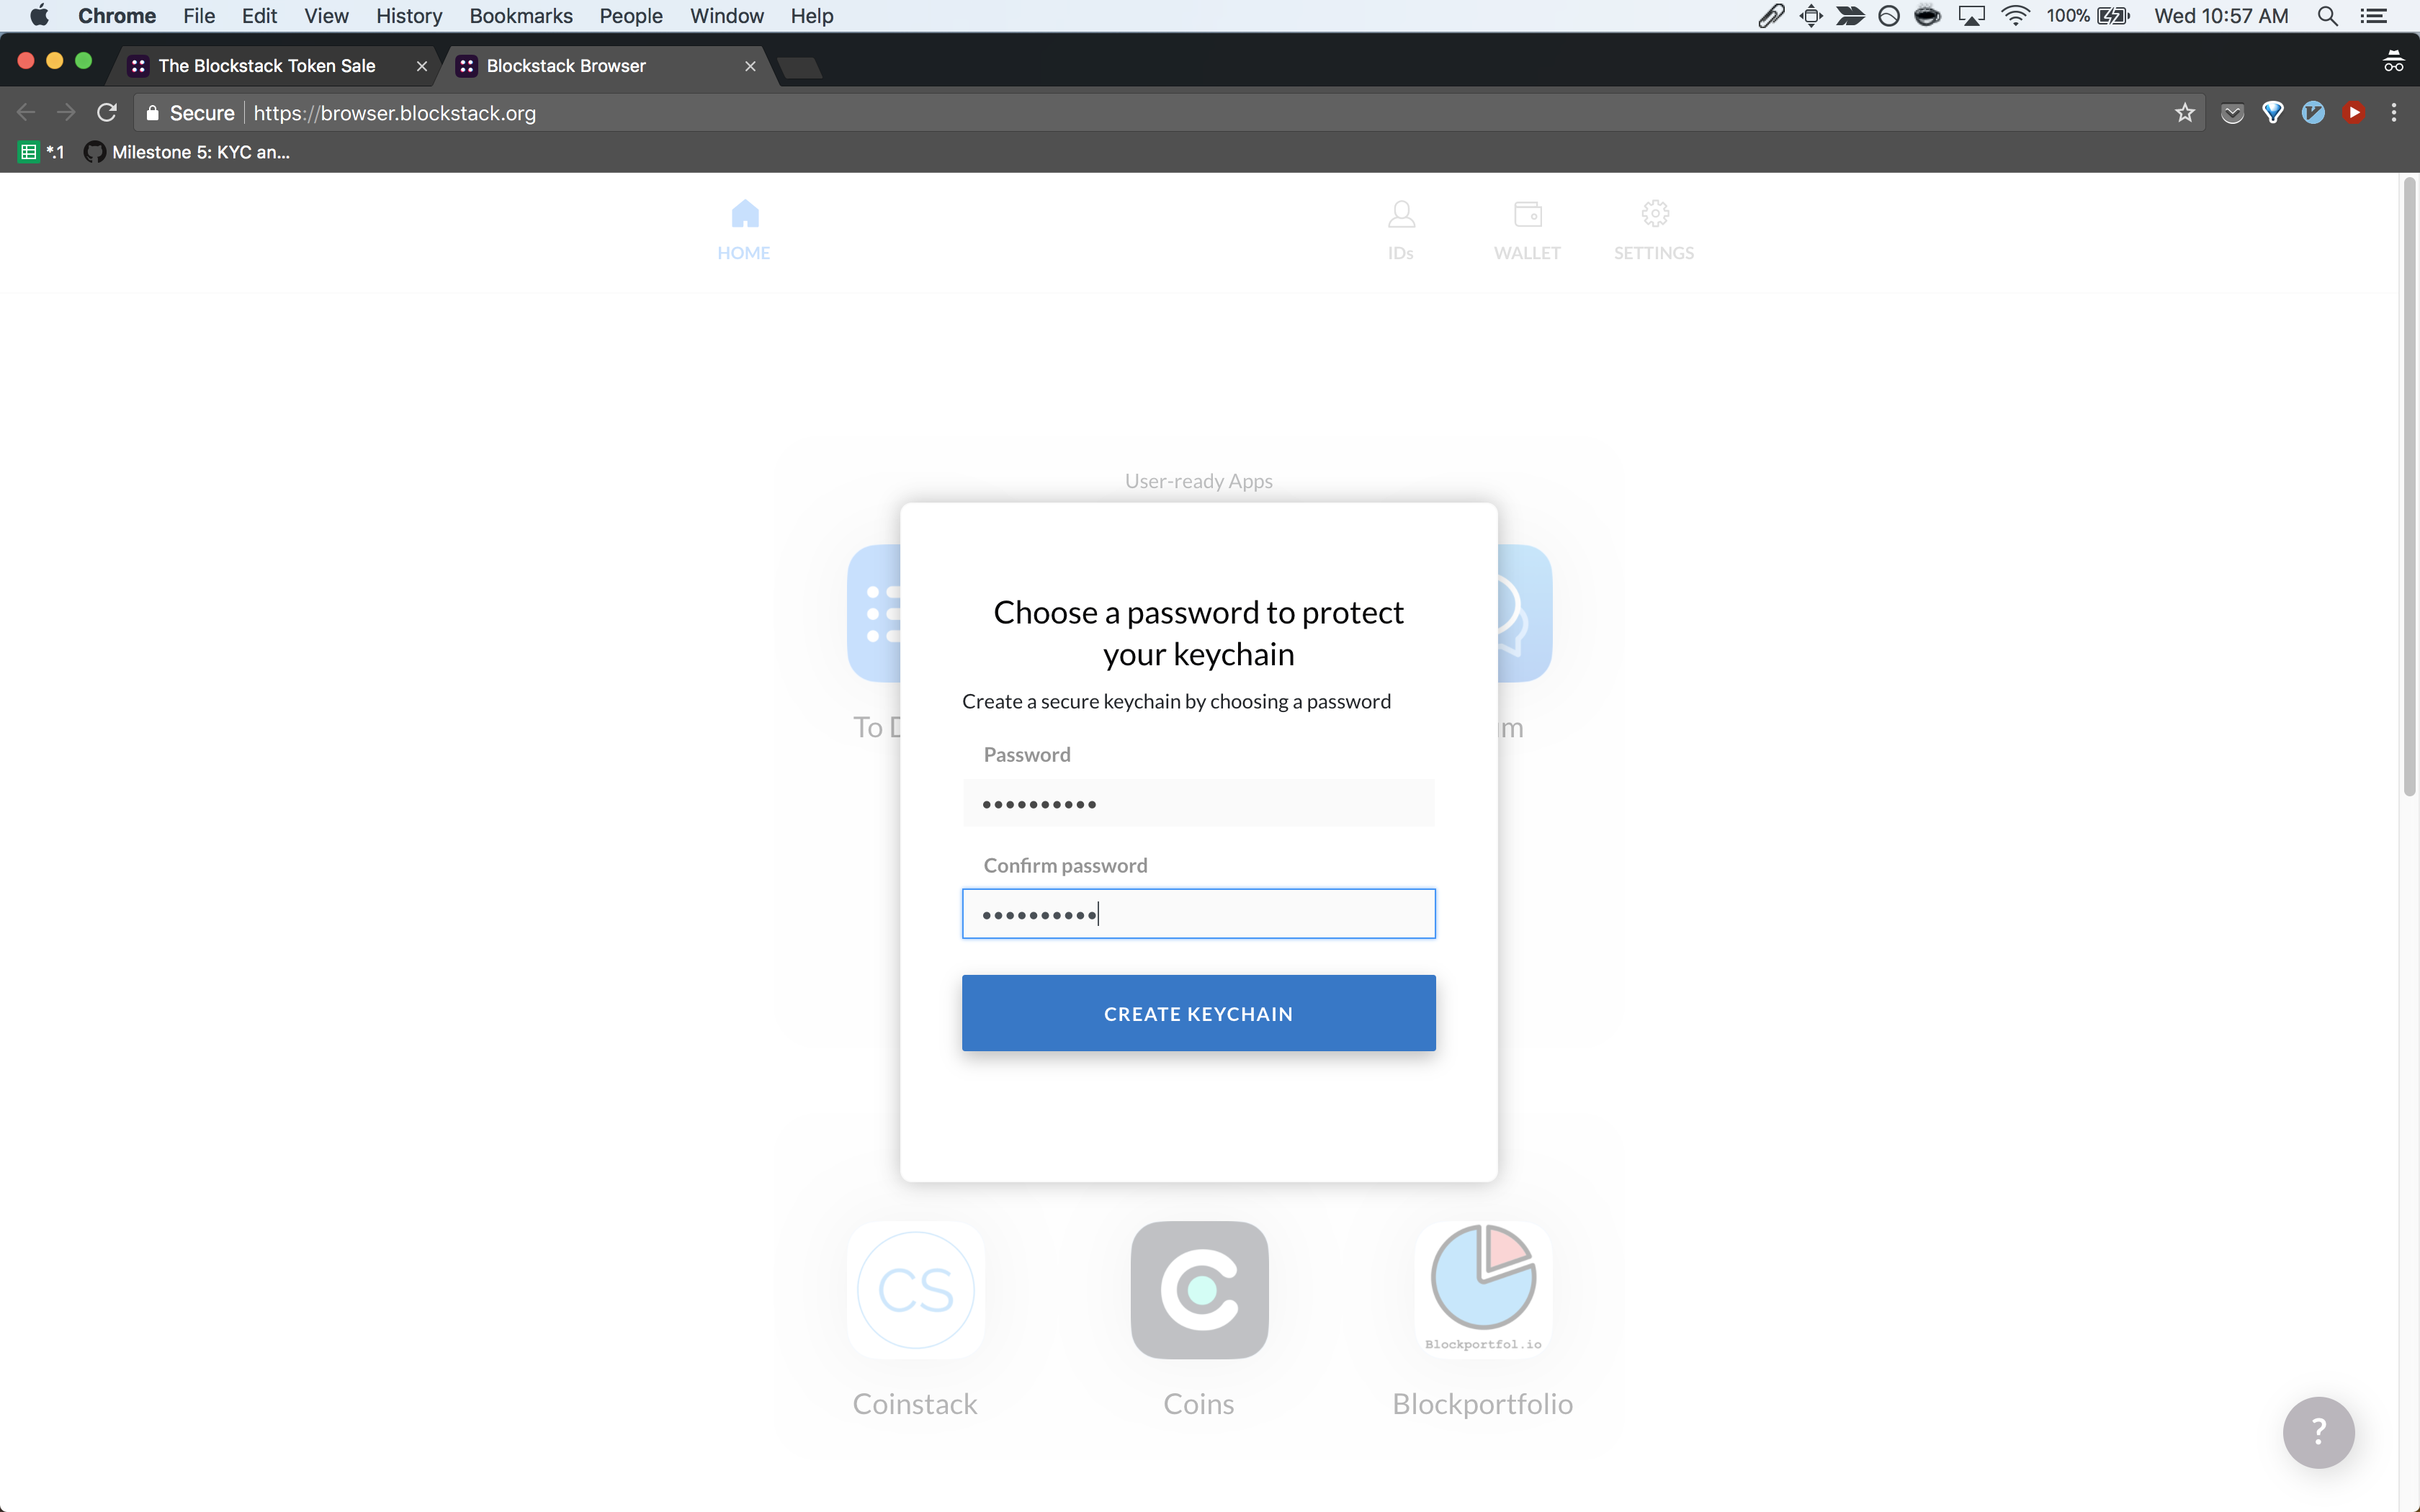 Chrome File Edit View History Bookmarks People Window Help 100% Wed 10:57 AM
The Blockstack Token Sale Blockstack Browser
Secure https://browser.blockstack.org
*.1 Milestone 5: KYC an...
HOME IDs WALLET SETTINGS
User-ready Apps
Choose a password to protect
your keychain
Create a secure keychain by choosing a password
To D m
Password
••••••••••
Confirm password
••••••••••
CREATE KEYCHAIN
CS Blockportfol.io
Coinstack Coins Blockportfolio
?